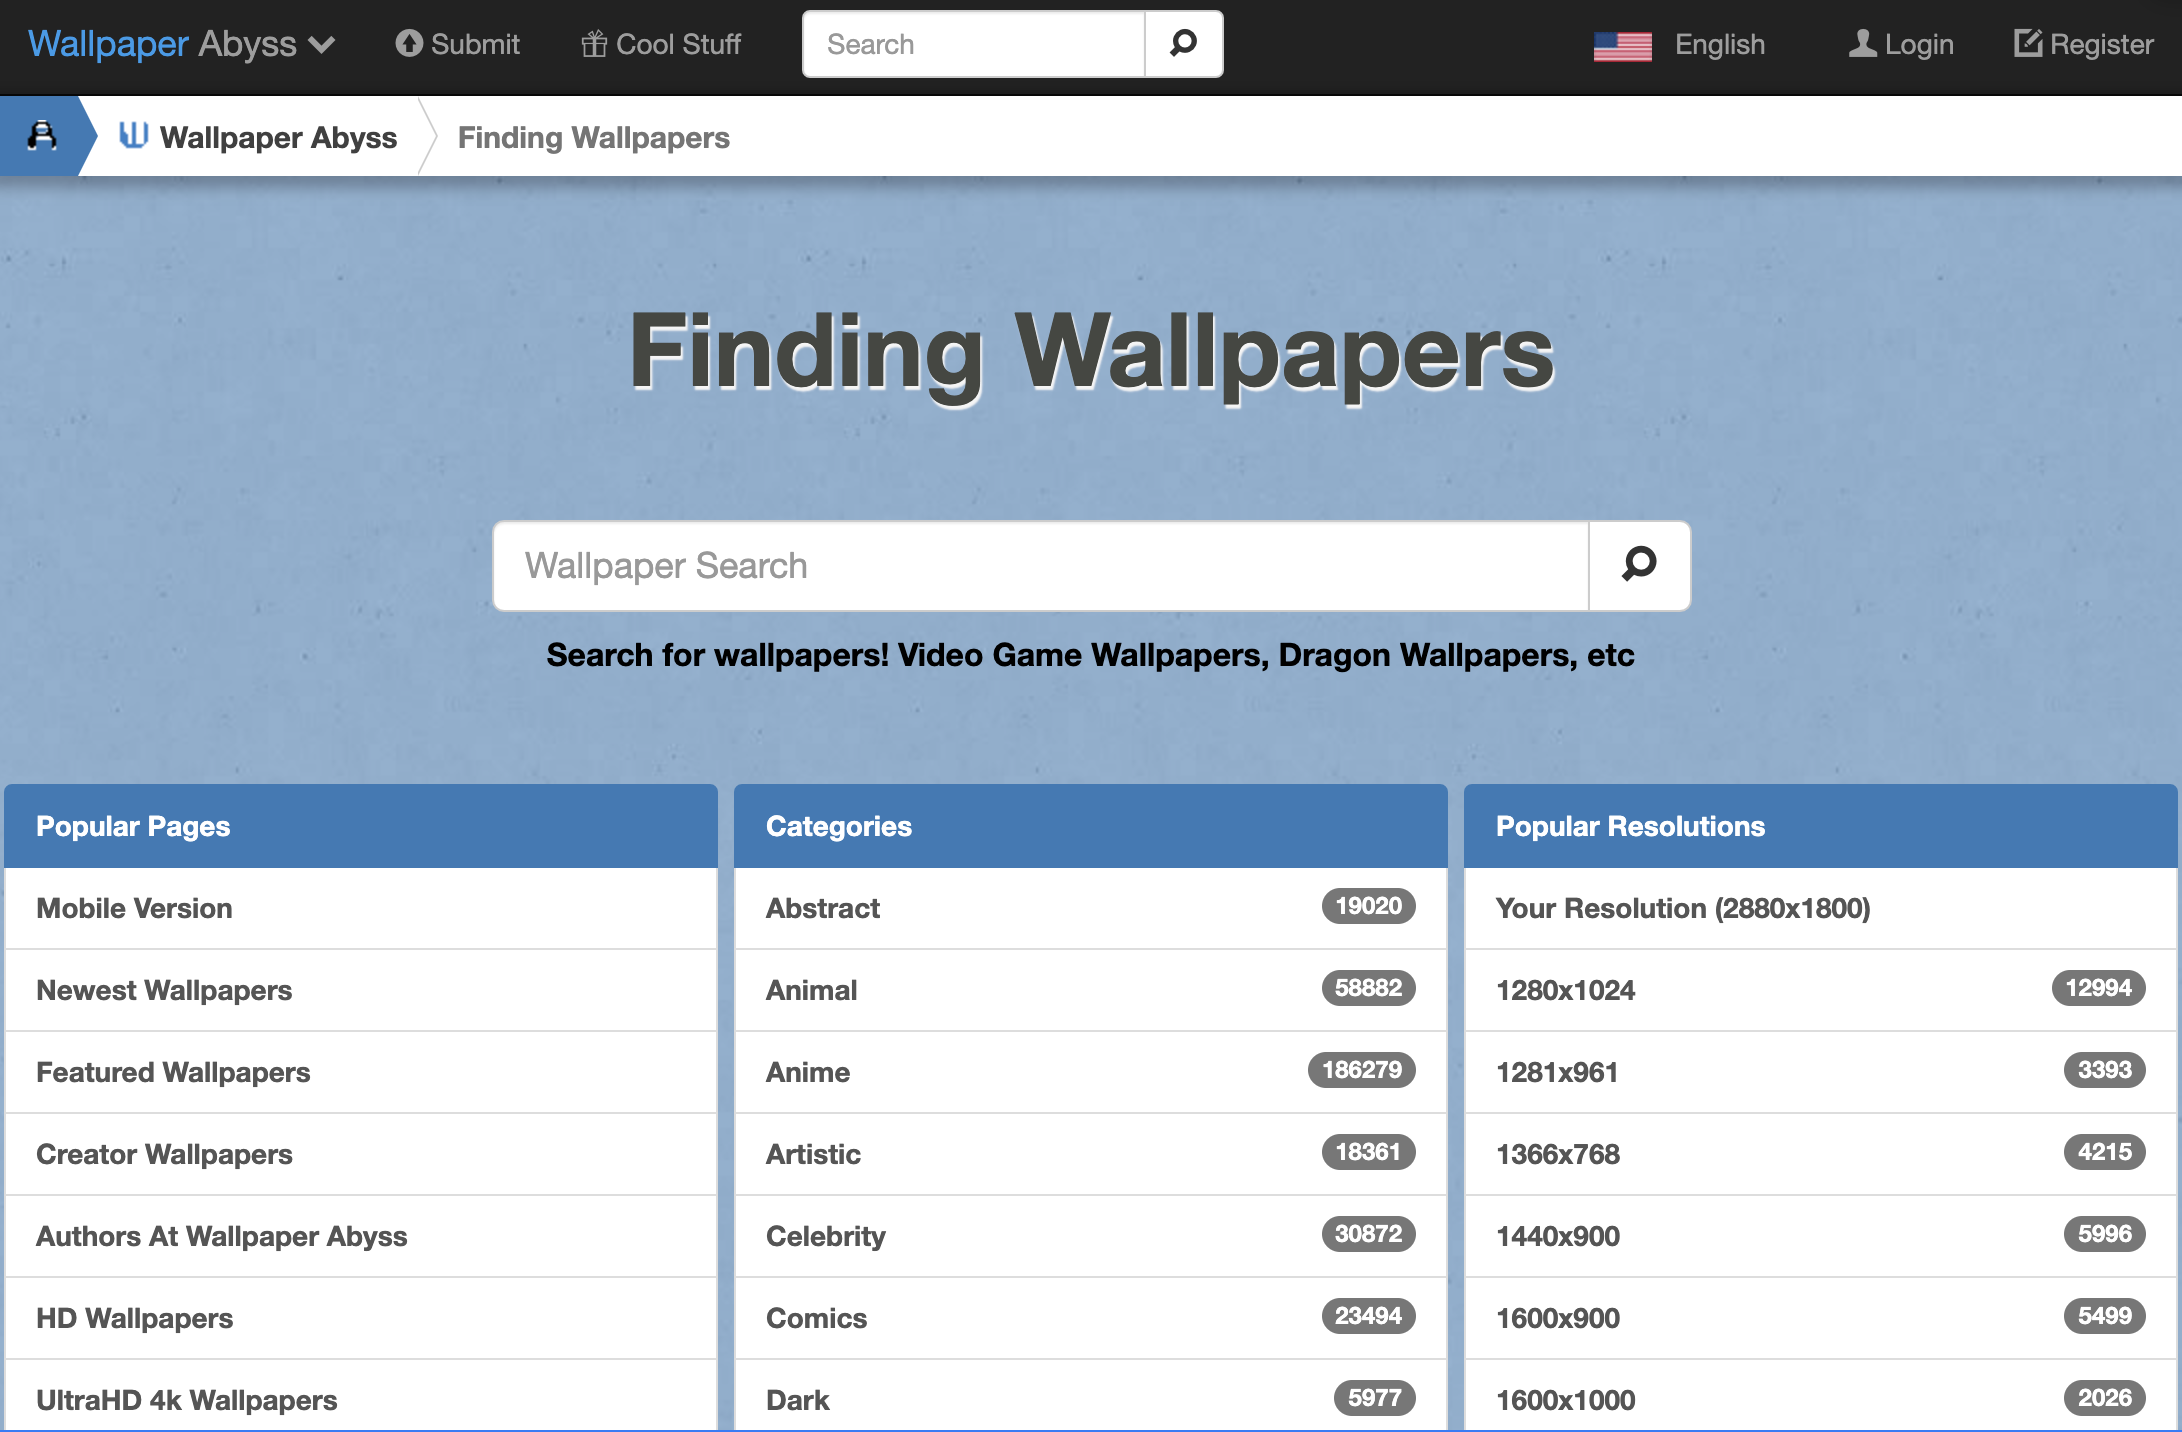 Wallpaper Abyss Submit Cool Stuff Search English Login Register
Wallpaper Abyss Finding Wallpapers
Finding Wallpapers
Wallpaper Search
Search for wallpapers! Video Game Wallpapers, Dragon Wallpapers, etc
Popular Pages
Mobile Version
Newest Wallpapers
Featured Wallpapers
Creator Wallpapers
Authors At Wallpaper Abyss
HD Wallpapers
UltraHD 4k Wallpapers
Categories
Abstract 19020
Animal 58882
Anime 186279
Artistic 18361
Celebrity 30872
Comics 23494
Dark 5977
Popular Resolutions
Your Resolution (2880x1800)
1280x1024 12994
1281x961 3393
1366x768 4215
1440x900 5996
1600x900 5499
1600x1000 2026